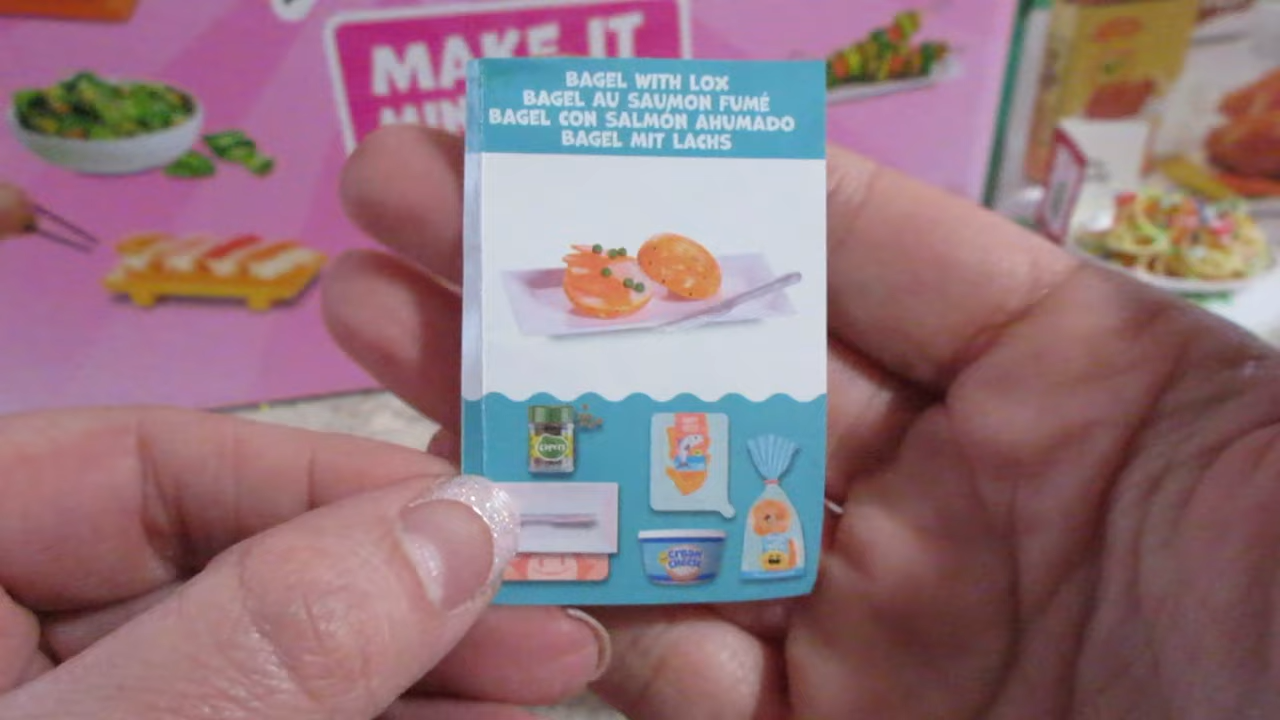 MAKE IT
BAGEL WITH LOX
BAGEL AU SAUMON FUMÉ
BAGEL CON SALMÓN AHUMADO
BAGEL MIT LACHS
CAPERS
CREAM
CHEESE